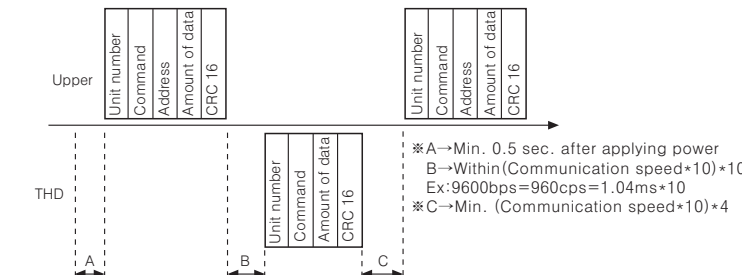 Unit number
Command
Address
Amount of data
CRC 16
Unit number
Command
Address
Amount of data
CRC 16
Upper
※A→Min. 0.5 sec. after applying power
B→Within(Communication speed*10)*10
Ex:9600bps=960cps=1.04ms*10
※C→Min. (Communication speed*10)*4
THD
Unit number
Command
Amount of data
CRC 16
A
B
C